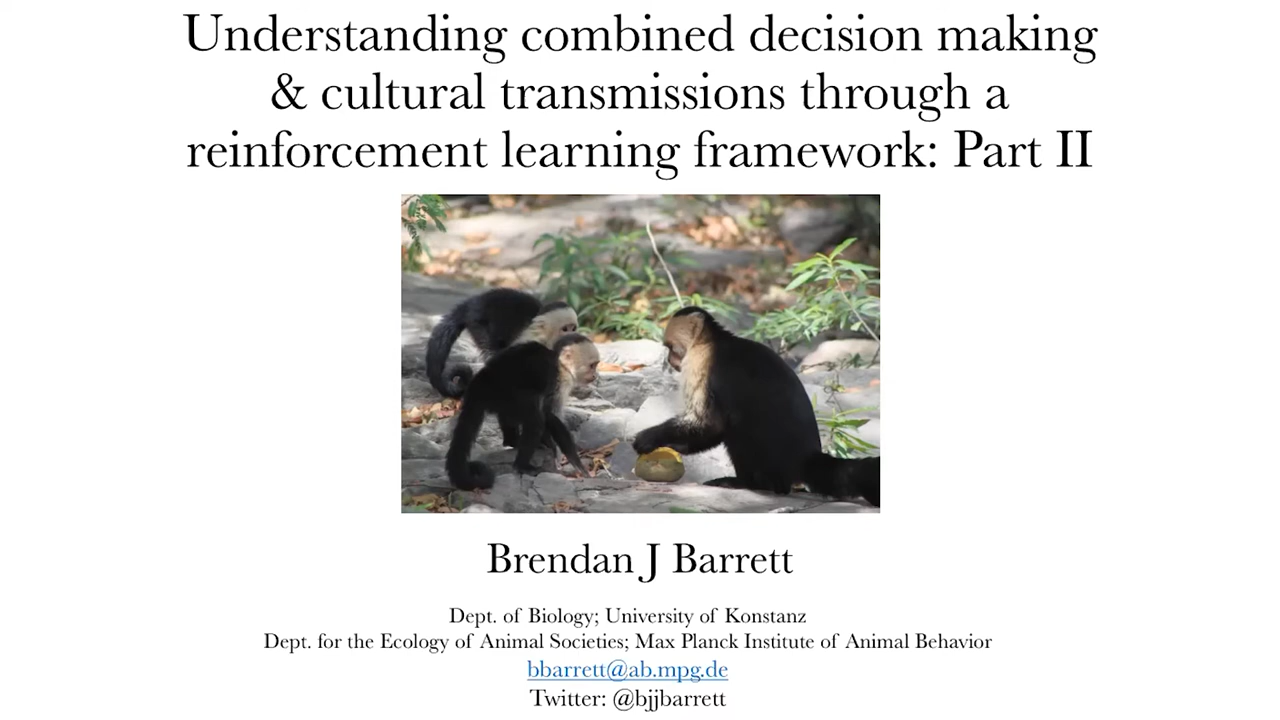 Understanding combined decision making
& cultural transmissions through a
reinforcement learning framework: Part II
Brendan J Barrett
Dept. of Biology; University of Konstanz
Dept. for the Ecology of Animal Societies; Max Planck Institute of Animal Behavior
bbarrett@ab.mpg.de
Twitter: @bjjbarrett